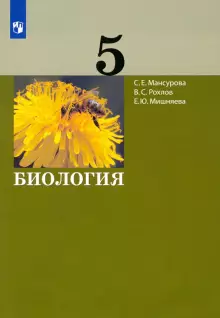 5
С. Е. Мансурова
В. С. Рохлов
Е. Ю. Мишняева
БИОЛОГИЯ